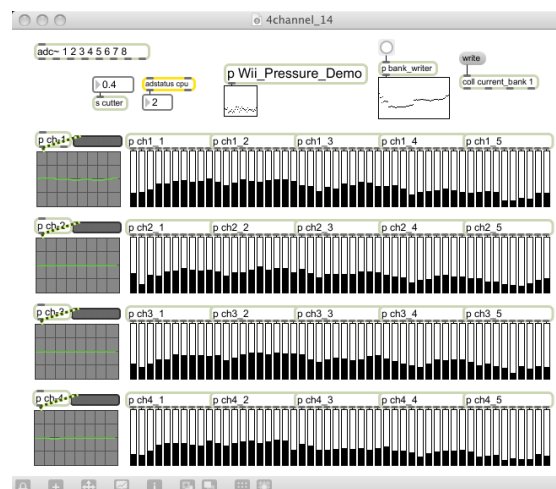 4channel_14
adc~ 1 2 3 4 5 6 7 8
0.4
adstatus cpu
s cutter
2
p Wii_Pressure_Demo
p bank_writer
write
coll current_bank 1
p ch1_1 p ch1_2 p ch1_3 p ch1_4 p ch1_5
p ch2_1 p ch2_2 p ch2_3 p ch2_4 p ch2_5
p ch3_1 p ch3_2 p ch3_3 p ch3_4 p ch3_5
p ch4_1 p ch4_2 p ch4_3 p ch4_4 p ch4_5